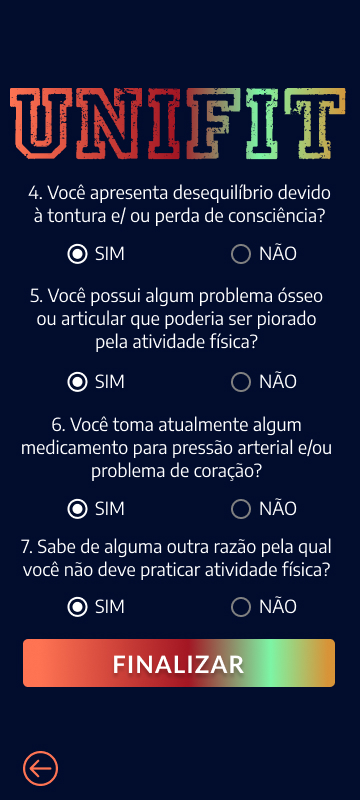 UNIFIT
4. Você apresenta desequilíbrio devido
à tontura e/ ou perda de consciência?
SIM NÃO
5. Você possui algum problema ósseo
ou articular que poderia ser piorado
pela atividade física?
SIM NÃO
6. Você toma atualmente algum
medicamento para pressão arterial e/ou
problema de coração?
SIM NÃO
7. Sabe de alguma outra razão pela qual
você não deve praticar atividade física?
SIM NÃO
FINALIZAR